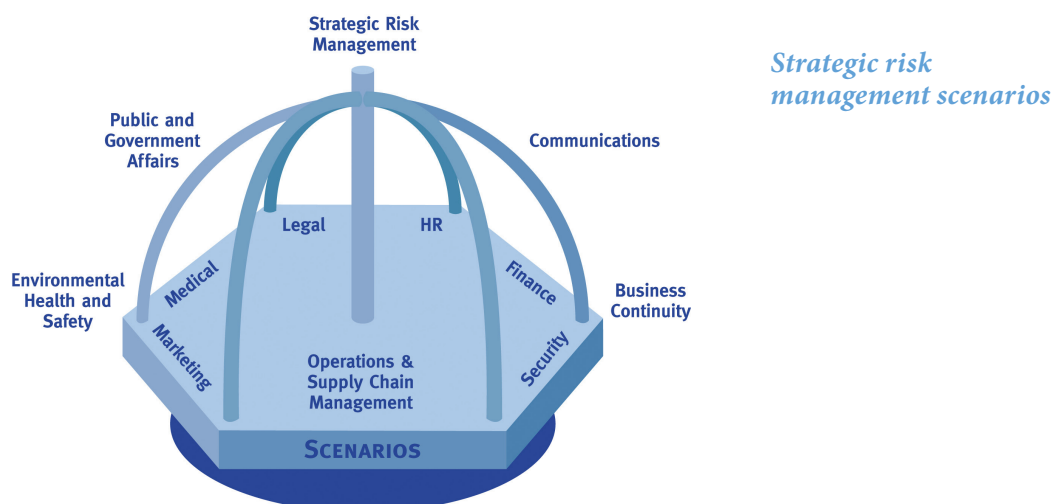 Strategic Risk
Management
Strategic risk
management scenarios
Public and
Government
Affairs
Communications
Legal
HR
Medical
Finance
Environmental
Health and
Safety
Business
Continuity
Marketing
Security
Operations &
Supply Chain
Management
SCENARIOS